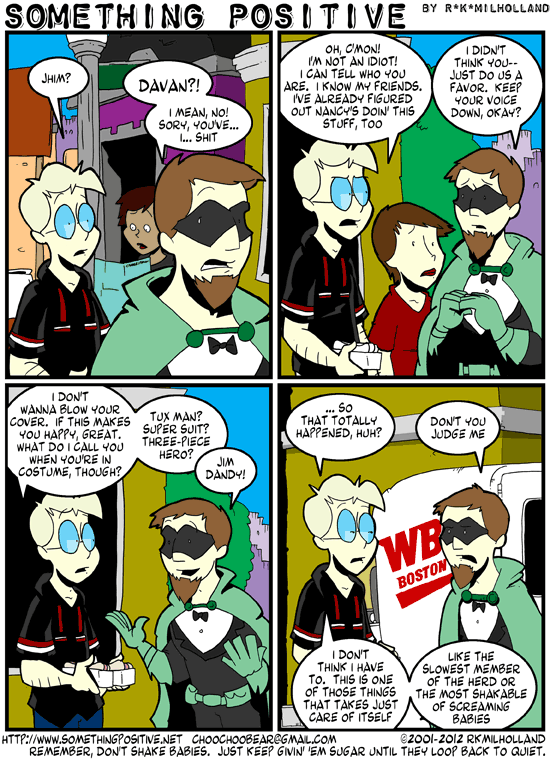 SOMETHING POSITIVE BY R*K*MILHOLLAND
JHIM?
DAVAN?!
I MEAN, NO!
SORY, YOU'VE...
I... SHIT
OH, C'MON!
I'M NOT AN IDIOT!
I CAN TELL WHO YOU
ARE. I KNOW MY FRIENDS.
I'VE ALREADY FIGURED
OUT NANCY'S DOIN' THIS
STUFF, TOO
I DIDN'T
THINK YOU--
JUST DO US A
FAVOR. KEEP
YOUR VOICE
DOWN, OKAY?
I DON'T
WANNA BLOW YOUR
COVER. IF THIS MAKES
YOU HAPPY, GREAT.
WHAT DO I CALL YOU
WHEN YOU'RE IN
COSTUME, THOUGH?
TUX MAN?
SUPER SUIT?
THREE-PIECE
HERO?
JIM
DANDY!
... SO
THAT TOTALLY
HAPPENED, HUH?
DON'T YOU
JUDGE ME
WB
BOSTON
I DON'T
THINK I HAVE
TO. THIS IS ONE
OF THOSE THINGS
THAT TAKES JUST
CARE OF ITSELF
LIKE THE
SLOWEST MEMBER
OF THE HERD OR
THE MOST SHAKABLE
OF SCREAMING
BABIES
HTTP://WWW.SOMETHINGPOSITIVE.NET CHOOCHOOBEAR@GMAIL.COM ©2001-2012 RKMILHOLLAND
REMEMBER, DON'T SHAKE BABIES. JUST KEEP GIVIN' 'EM SUGAR UNTIL THEY LOOP BACK TO QUIET.